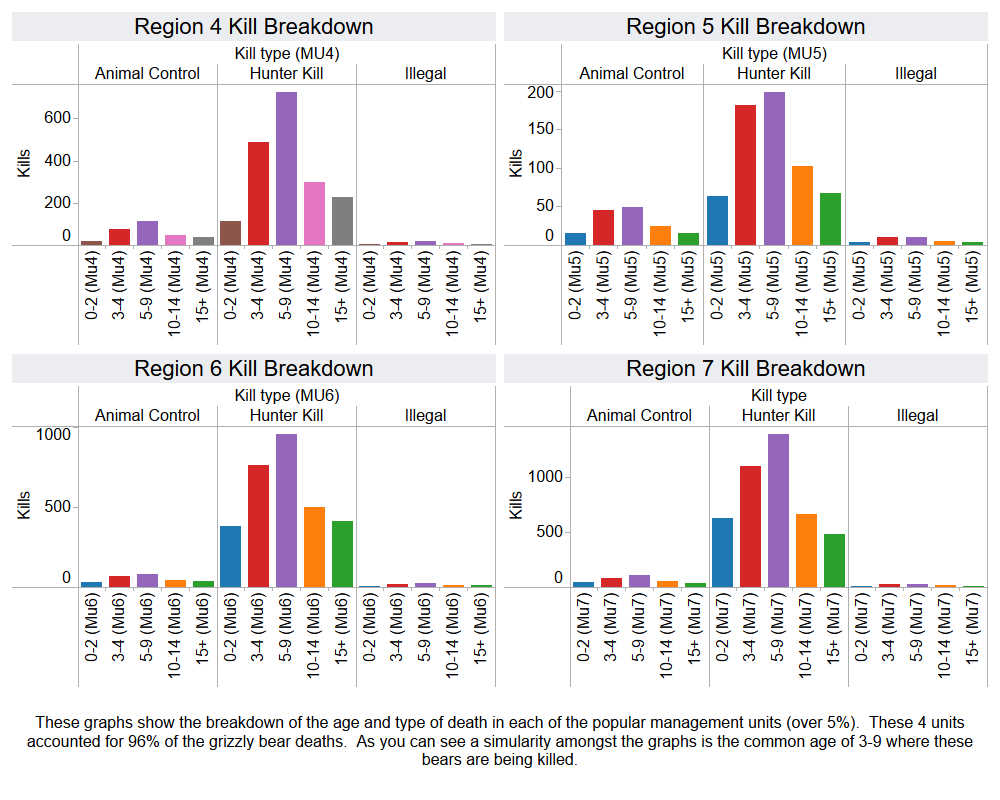 Region 4 Kill Breakdown
Kill type (MU4)
Animal Control Hunter Kill Illegal
Kills
600
400
200
0
0-2 (Mu4) 3-4 (Mu4) 5-9 (Mu4) 10-14 (Mu4) 15+ (Mu4) 0-2 (Mu4) 3-4 (Mu4) 5-9 (Mu4) 10-14 (Mu4) 15+ (Mu4) 0-2 (Mu4) 3-4 (Mu4) 5-9 (Mu4) 10-14 (Mu4) 15+ (Mu4)
Region 5 Kill Breakdown
Kill type (MU5)
Animal Control Hunter Kill Illegal
Kills
200
150
100
50
0
0-2 (Mu5) 3-4 (Mu5) 5-9 (Mu5) 10-14 (Mu5) 15+ (Mu5) 0-2 (Mu5) 3-4 (Mu5) 5-9 (Mu5) 10-14 (Mu5) 15+ (Mu5) 0-2 (Mu5) 3-4 (Mu5) 5-9 (Mu5) 10-14 (Mu5) 15+ (Mu5)
Region 6 Kill Breakdown
Kill type (MU6)
Animal Control Hunter Kill Illegal
Kills
1000
500
0
0-2 (Mu6) 3-4 (Mu6) 5-9 (Mu6) 10-14 (Mu6) 15+ (Mu6) 0-2 (Mu6) 3-4 (Mu6) 5-9 (Mu6) 10-14 (Mu6) 15+ (Mu6) 0-2 (Mu6) 3-4 (Mu6) 5-9 (Mu6) 10-14 (Mu6) 15+ (Mu6)
Region 7 Kill Breakdown
Kill type
Animal Control Hunter Kill Illegal
Kills
1000
500
0
0-2 (Mu7) 3-4 (Mu7) 5-9 (Mu7) 10-14 (Mu7) 15+ (Mu7) 0-2 (Mu7) 3-4 (Mu7) 5-9 (Mu7) 10-14 (Mu7) 15+ (Mu7) 0-2 (Mu7) 3-4 (Mu7) 5-9 (Mu7) 10-14 (Mu7) 15+ (Mu7)
These graphs show the breakdown of the age and type of death in each of the popular management units (over 5%).  These 4 units
accounted for 96% of the grizzly bear deaths.  As you can see a simularity amongst the graphs is the common age of 3-9 where these
bears are being killed.